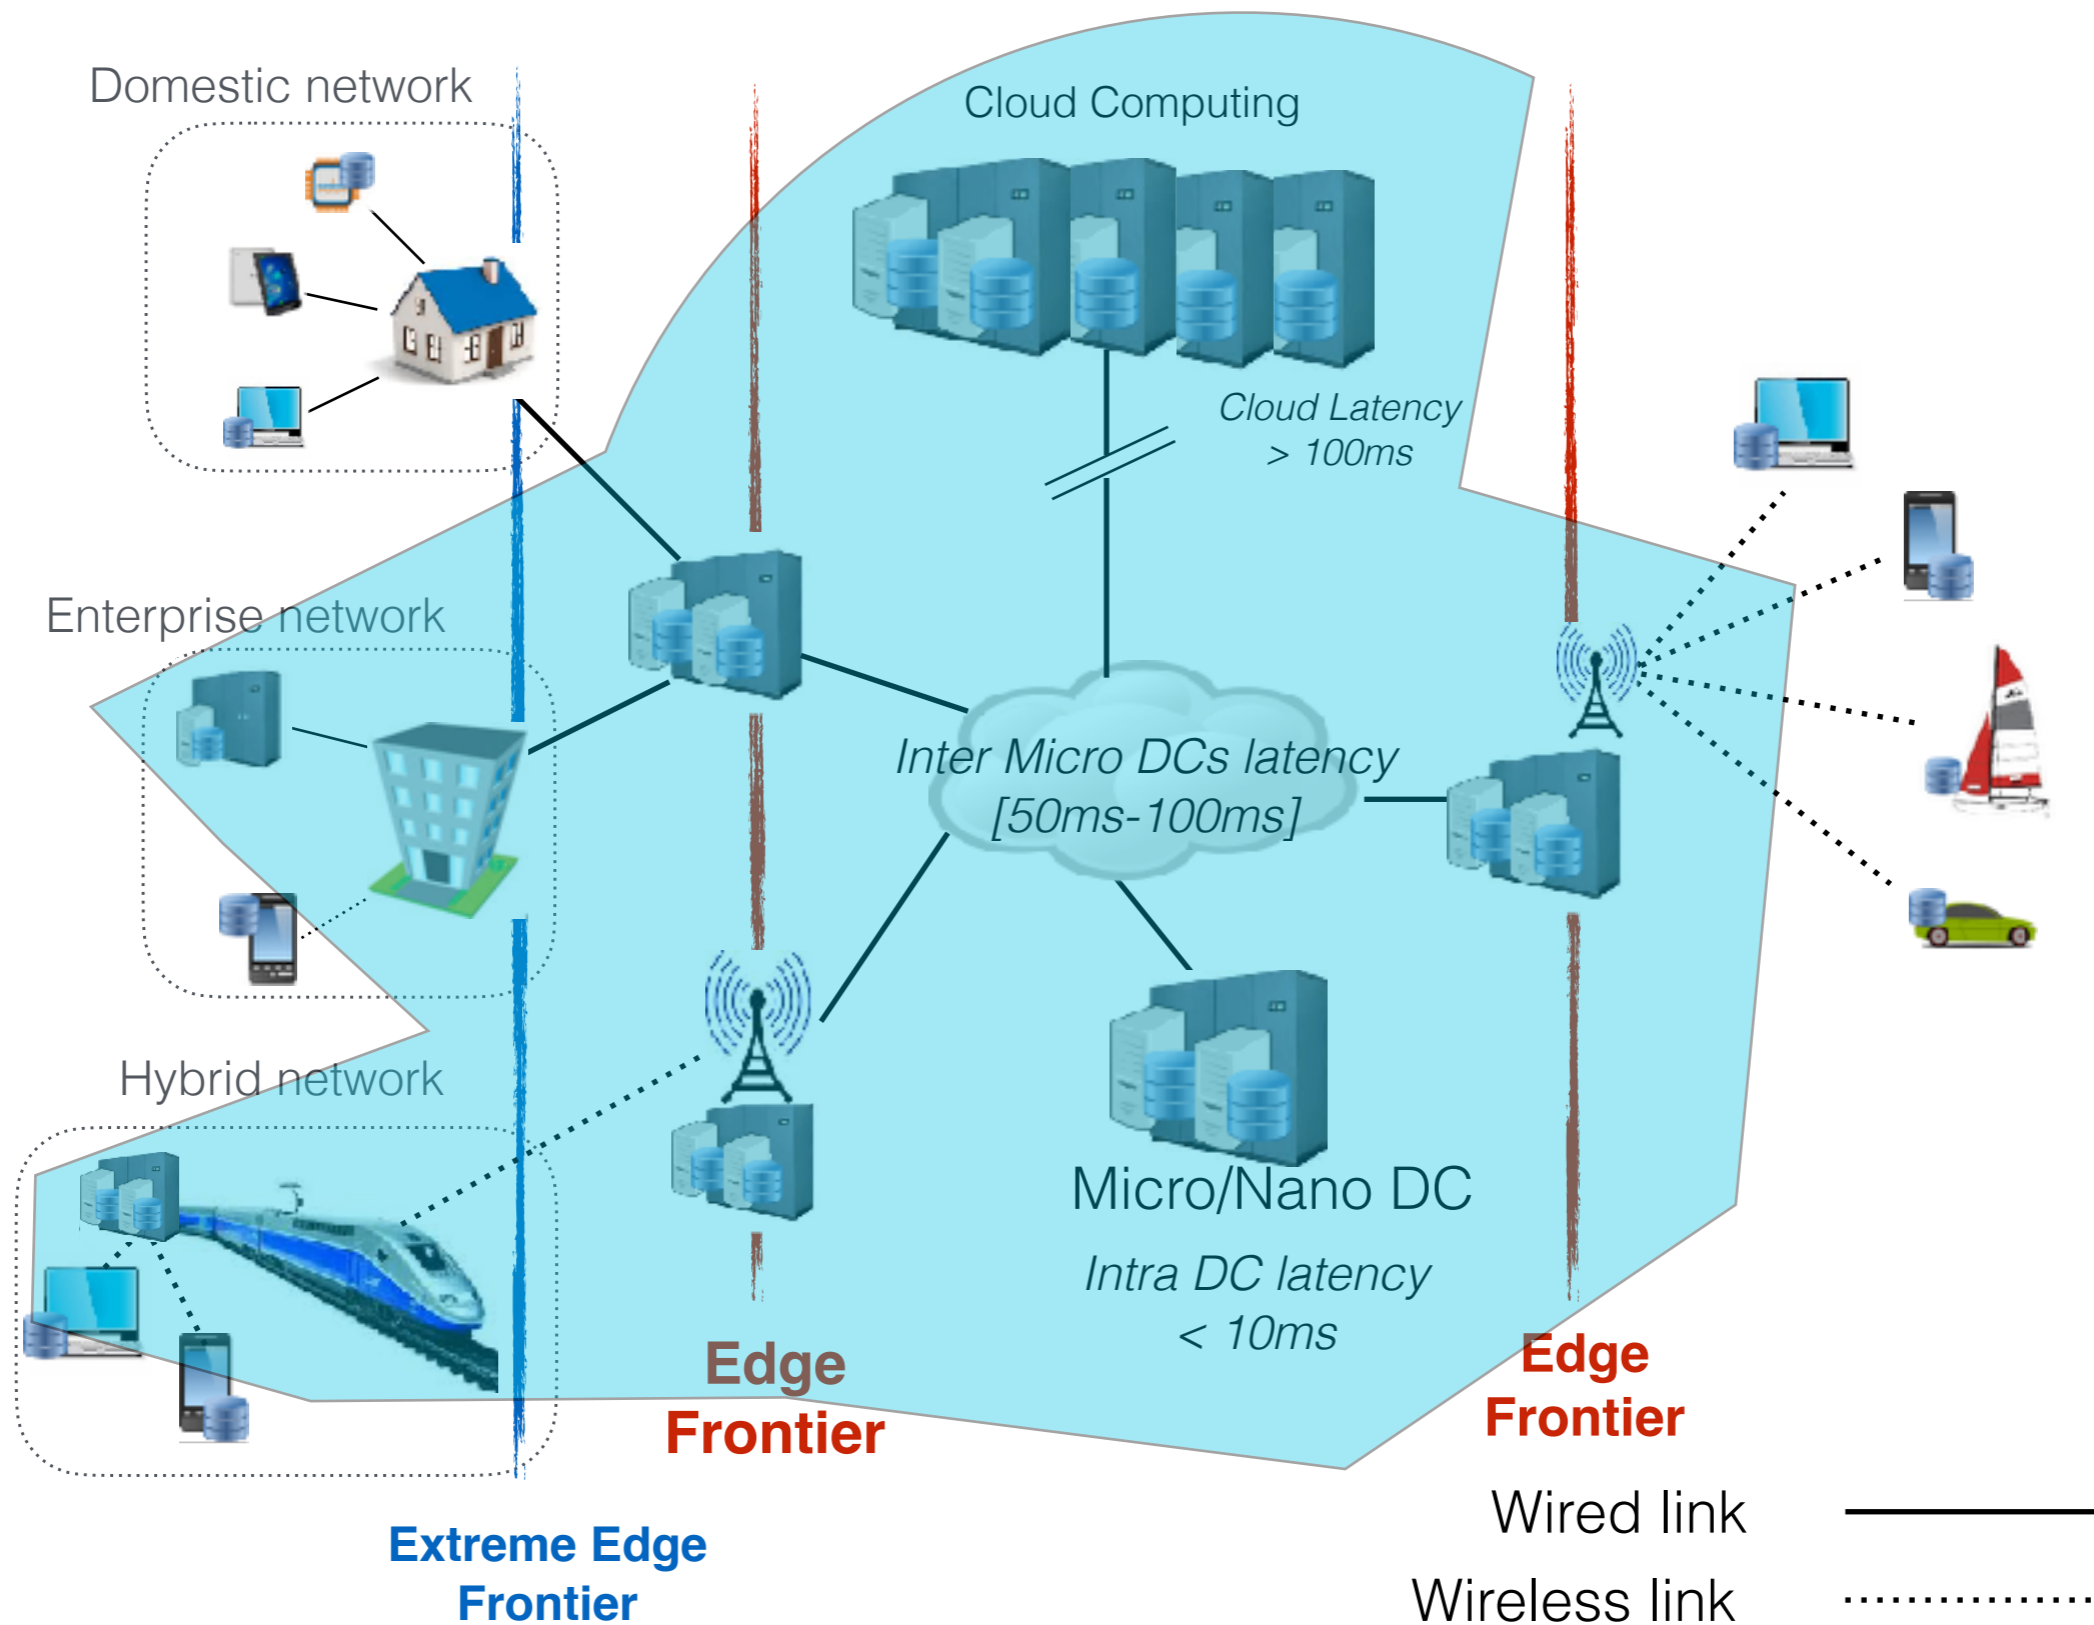 Domestic network
Cloud Computing
Cloud Latency
> 100ms
Enterprise network
Inter Micro DCs latency
[50ms-100ms]
Hybrid network
Micro/Nano DC
Intra DC latency
< 10ms
Edge
Frontier
Edge
Frontier
Extreme Edge
Frontier
Wired link
Wireless link